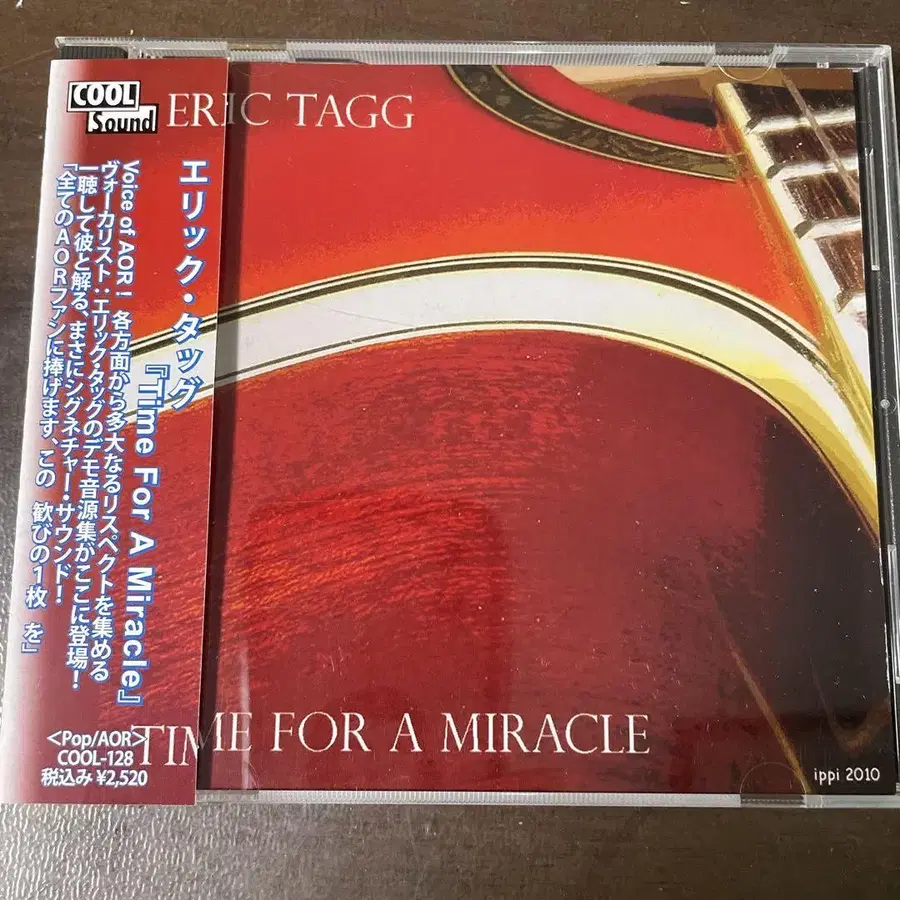 COOL
Sound
ERIC TAGG
エリック・タッグ
『Time For A Miracle』
Voice of AOR！ 各方面から多大なるリスペクトを集める
ヴォーカリスト：エリック・タッグのデモ音源集がここに登場！
一聴して彼と解る、まさにシグネチャー・サウンド！
「全てのAORファンに捧げます、この 歓びの1枚 を」
<Pop/AOR>
COOL-128
税込み ¥2,520
TIME FOR A MIRACLE
ippi 2010